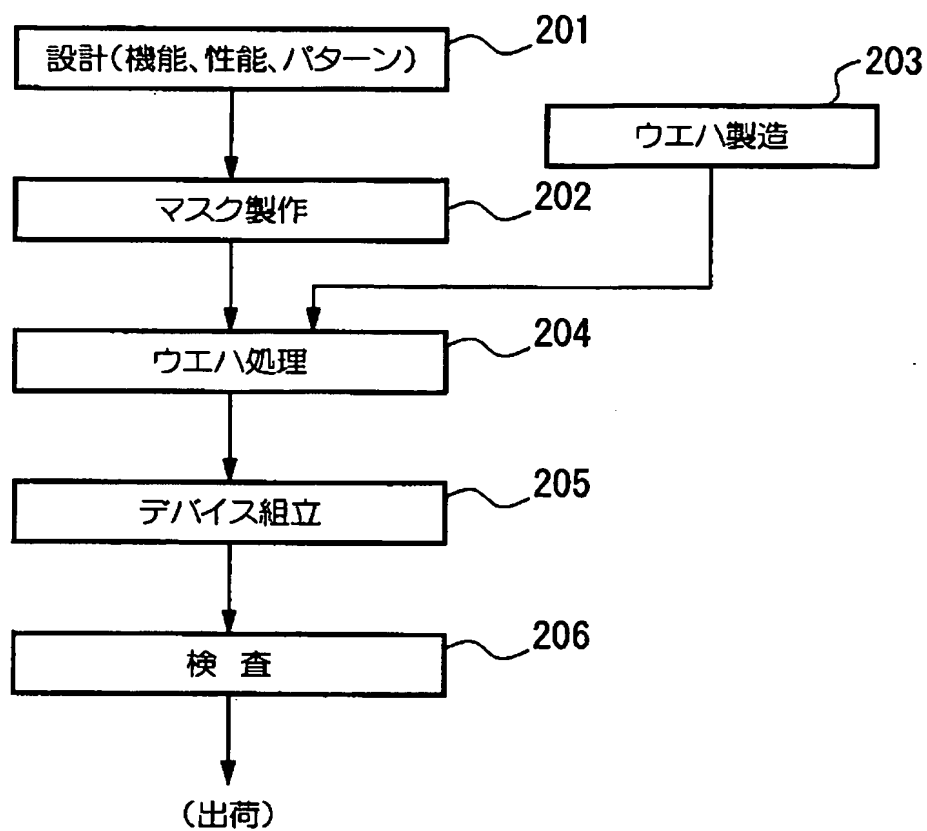 設計(機能、性能、パターン)
201
203
ウエハ製造
マスク製作
202
ウエハ処理
204
デバイス組立
205
検 査
206
(出荷)